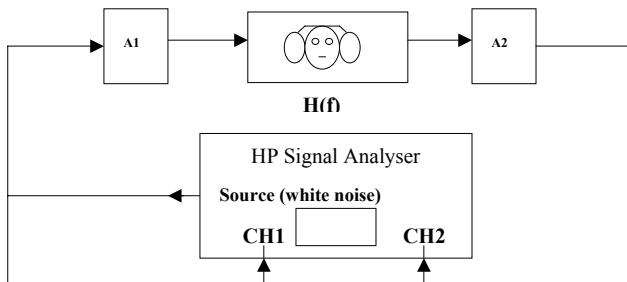 A1
A2
H(f)
HP Signal Analyser
Source (white noise)
CH1 CH2